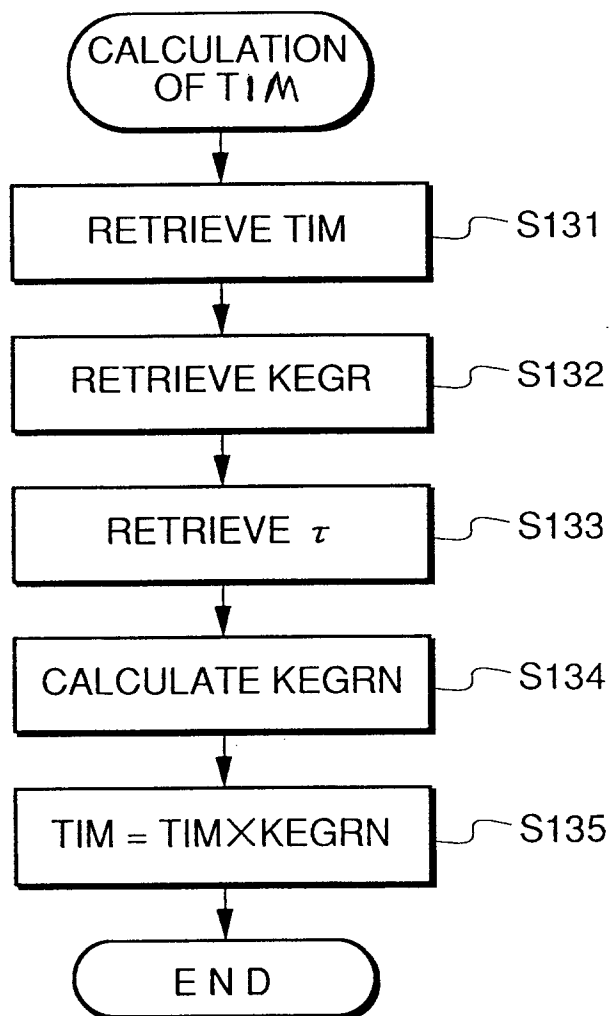 CALCULATION
OF TIM
RETRIEVE TIM
S131
RETRIEVE KEGR
S132
RETRIEVE τ
S133
CALCULATE KEGRN
S134
TIM = TIM×KEGRN
S135
END